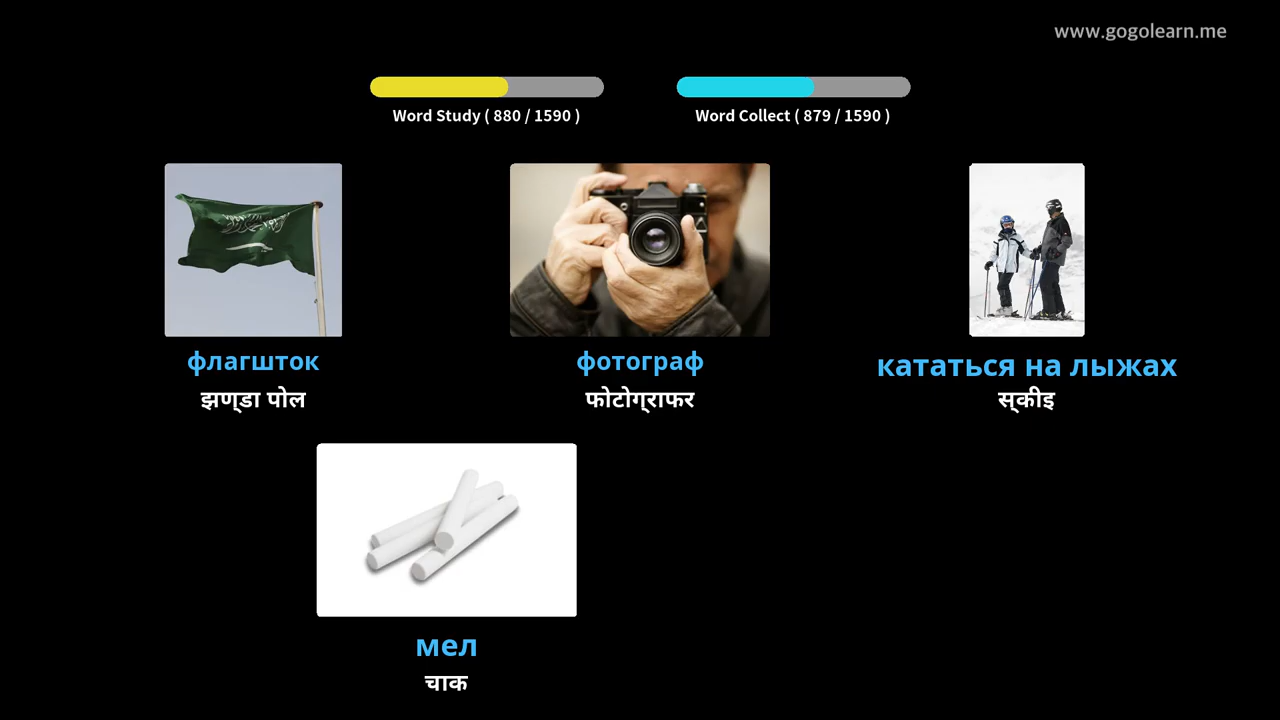 www.gogolearn.me
Word Study ( 880 / 1590 )
Word Collect ( 879 / 1590 )
флагшток
झण्डा पोल
фотограф
फोटोग्राफर
кататься на лыжах
स्कीइ
мел
चाक